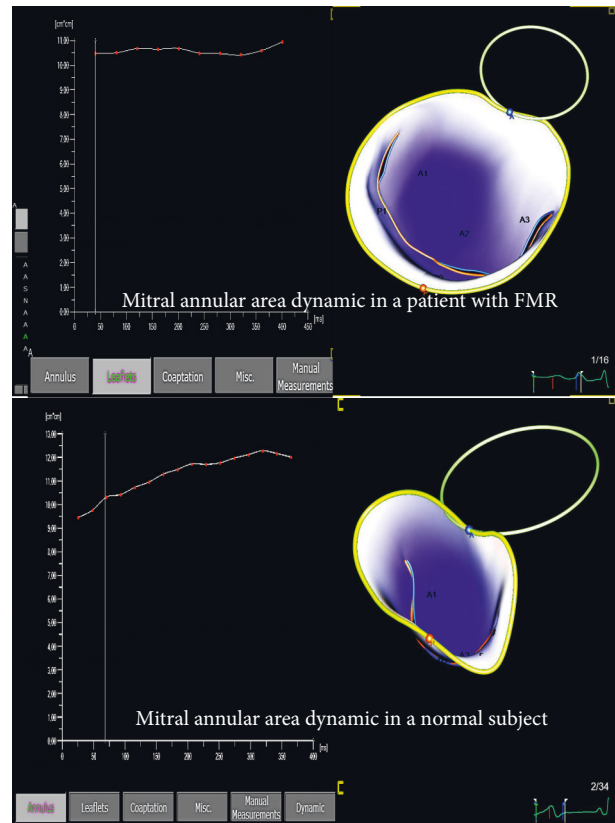 [cm*cm]
11.00
10.00
9.00
8.00
7.00
6.00
5.00
4.00
3.00
2.00
1.00
0.00
0 50 100 150 200 250 300 350 400 450 [ms]
A
A
A
S
N
A
A
A
A
A
A1
P1
A2
A3
Mitral annular area dynamic in a patient with FMR
Annulus Leaflets Coaptation Misc. Manual Measurements
1/16
[cm*cm]
13.00
12.00
11.00
10.00
9.00
8.00
7.00
6.00
5.00
4.00
3.00
2.00
1.00
0.00
0 50 100 150 200 250 300 350 400 [ms]
A1
Mitral annular area dynamic in a normal subject
Annulus Leaflets Coaptation Misc. Manual Measurements Dynamic
2/34